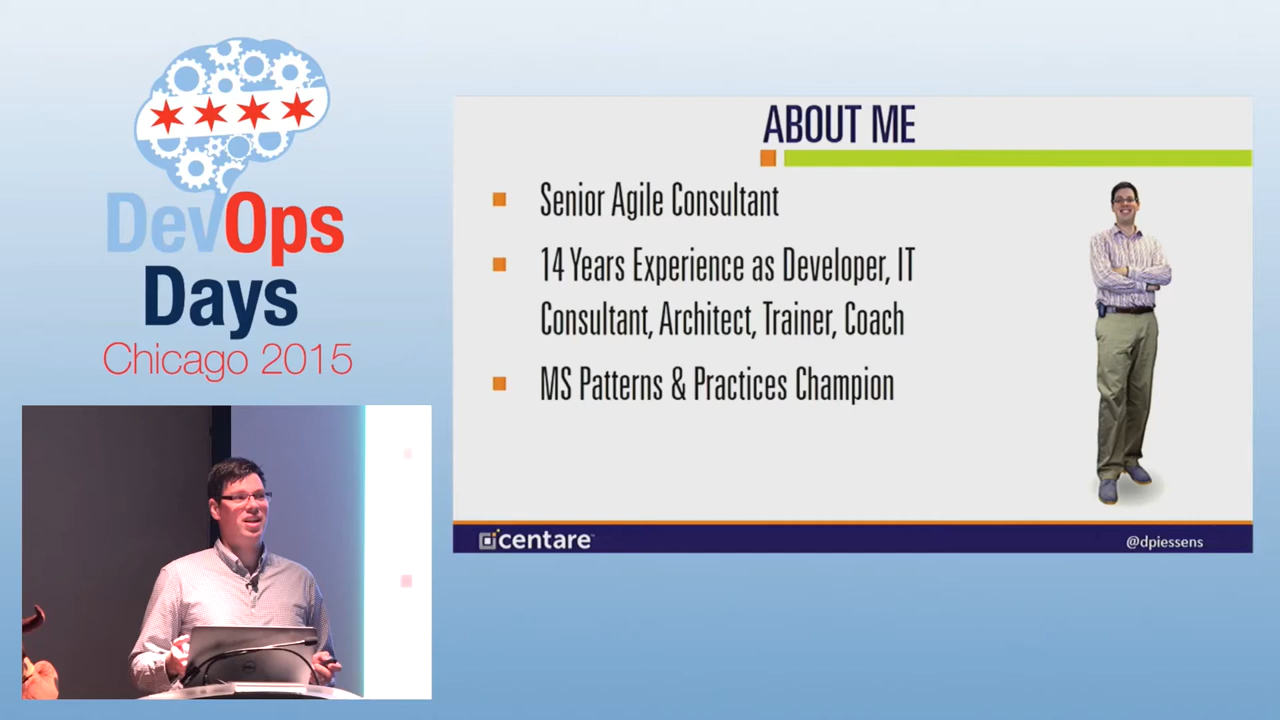 DevOps
Days
Chicago 2015
ABOUT ME
Senior Agile Consultant
14 Years Experience as Developer, IT
Consultant, Architect, Trainer, Coach
MS Patterns & Practices Champion
centare
@dpiessens